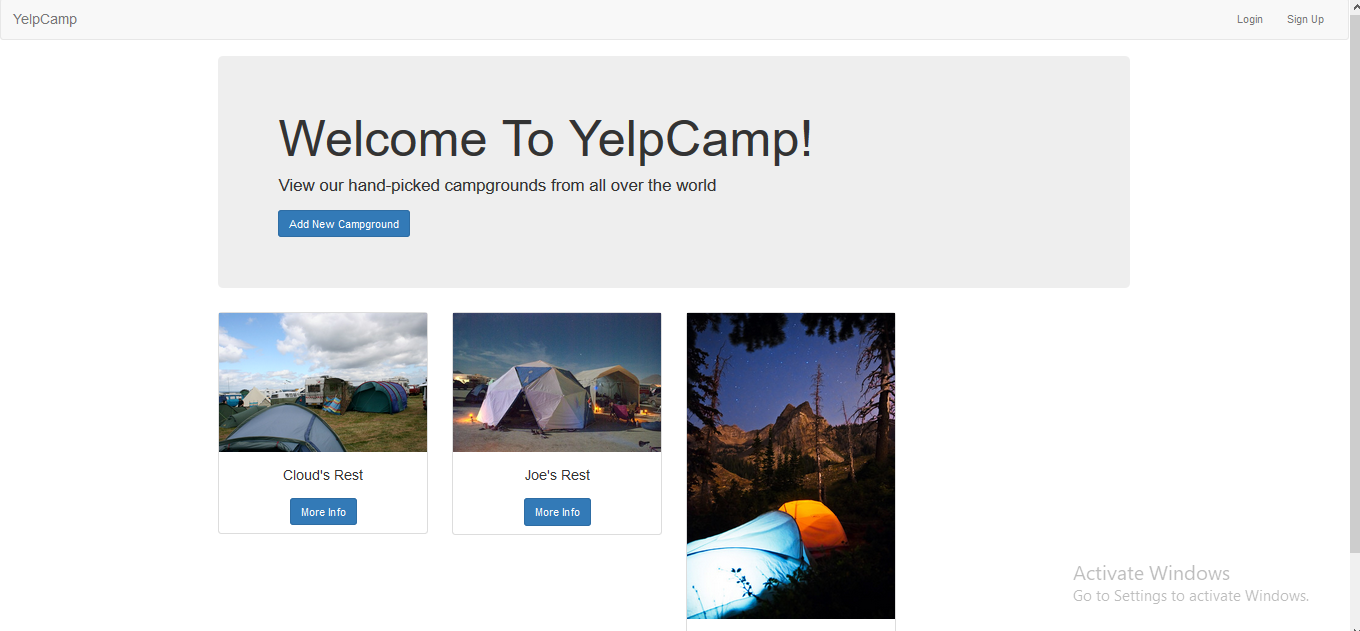 YelpCamp
Login
Sign Up
Welcome To YelpCamp!
View our hand-picked campgrounds from all over the world
Add New Campground
Cloud's Rest
Joe's Rest
More Info
More Info
Activate Windows
Go to Settings to activate Windows.